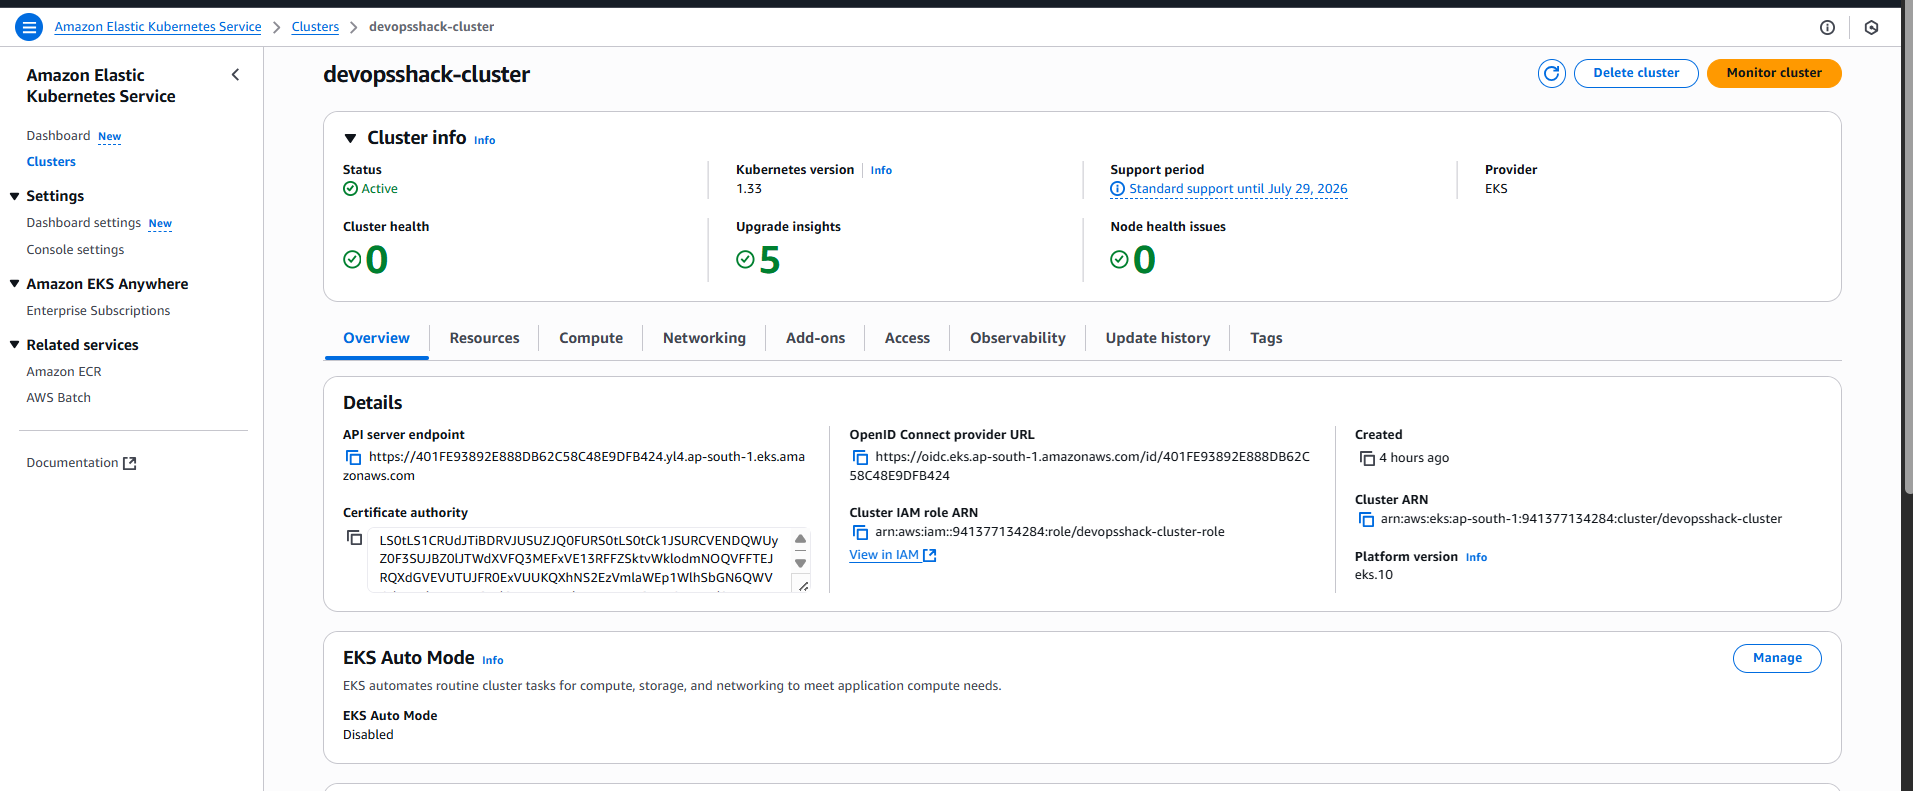 Amazon Elastic Kubernetes Service > Clusters > devopsshack-cluster
Amazon Elastic
Kubernetes Service
Dashboard New
Clusters
Settings
Dashboard settings New
Console settings
Amazon EKS Anywhere
Enterprise Subscriptions
Related services
Amazon ECR
AWS Batch
Documentation
devopsshack-cluster
Delete cluster
Monitor cluster
Cluster info Info
Status
Active
Kubernetes version Info
1.33
Support period
Standard support until July 29, 2026
Provider
EKS
Cluster health
0
Upgrade insights
5
Node health issues
0
Overview Resources Compute Networking Add-ons Access Observability Update history Tags
Details
API server endpoint
https://401FE93892E888DB62C58C48E9DFB424.yl4.ap-south-1.eks.ama
zonaws.com
Certificate authority
LS0tLS1CRUdJTiBDRVJUSUZJQ0FURS0tLS0tCk1JSURCVENDQWUy
Z0F3SUJBZ0lJTWdXVFQ3MEFxVE13RFFZSktvWklodmNOQVFFTEJ
RQXdGVEVUTUJFR0ExVUUKQXhNS2EzVmlaWEp1WlhSbGN6QWV
OpenID Connect provider URL
https://oidc.eks.ap-south-1.amazonaws.com/id/401FE93892E888DB62C
58C48E9DFB424
Cluster IAM role ARN
arn:aws:iam::941377134284:role/devopsshack-cluster-role
View in IAM
Created
4 hours ago
Cluster ARN
arn:aws:eks:ap-south-1:941377134284:cluster/devopsshack-cluster
Platform version Info
eks.10
EKS Auto Mode Info
Manage
EKS automates routine cluster tasks for compute, storage, and networking to meet application compute needs.
EKS Auto Mode
Disabled